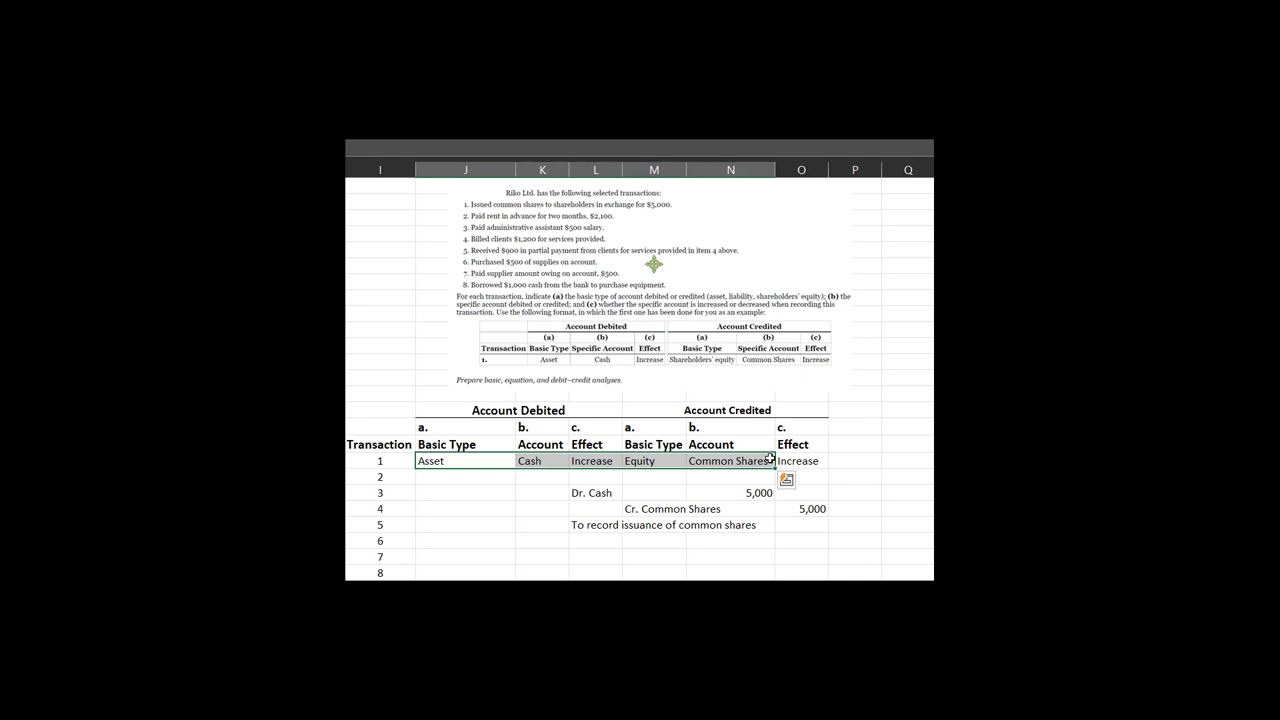 I J K L M N O P Q
Riko Ltd. has the following selected transactions:
1. Issued common shares to shareholders in exchange for $5,000.
2. Paid rent in advance for two months, $2,100.
3. Paid administrative assistant $500 salary.
4. Billed clients $1,200 for services provided.
5. Received $900 in partial payment from clients for services provided in item 4 above.
6. Purchased $500 of supplies on account.
7. Paid supplier amount owing on account, $500.
8. Borrowed $1,000 cash from the bank to purchase equipment.
For each transaction, indicate (a) the basic type of account debited or credited (asset, liability, shareholders' equity); (b) the
specific account debited or credited; and (c) whether the specific account is increased or decreased when recording this
transaction. Use the following format, in which the first one has been done for you as an example:
Account Debited Account Credited
(a) (b) (c) (a) (b) (c)
Transaction Basic Type Specific Account Effect Basic Type Specific Account Effect
1. Asset Cash Increase Shareholders' equity Common Shares Increase
Prepare basic, equation, and debit–credit analyses.
Account Debited Account Credited
a. b. c. a. b. c.
Transaction Basic Type Account Effect Basic Type Account Effect
1 Asset Cash Increase Equity Common Shares Increase
2
3 Dr. Cash 5,000
4 Cr. Common Shares 5,000
5 To record issuance of common shares
6
7
8